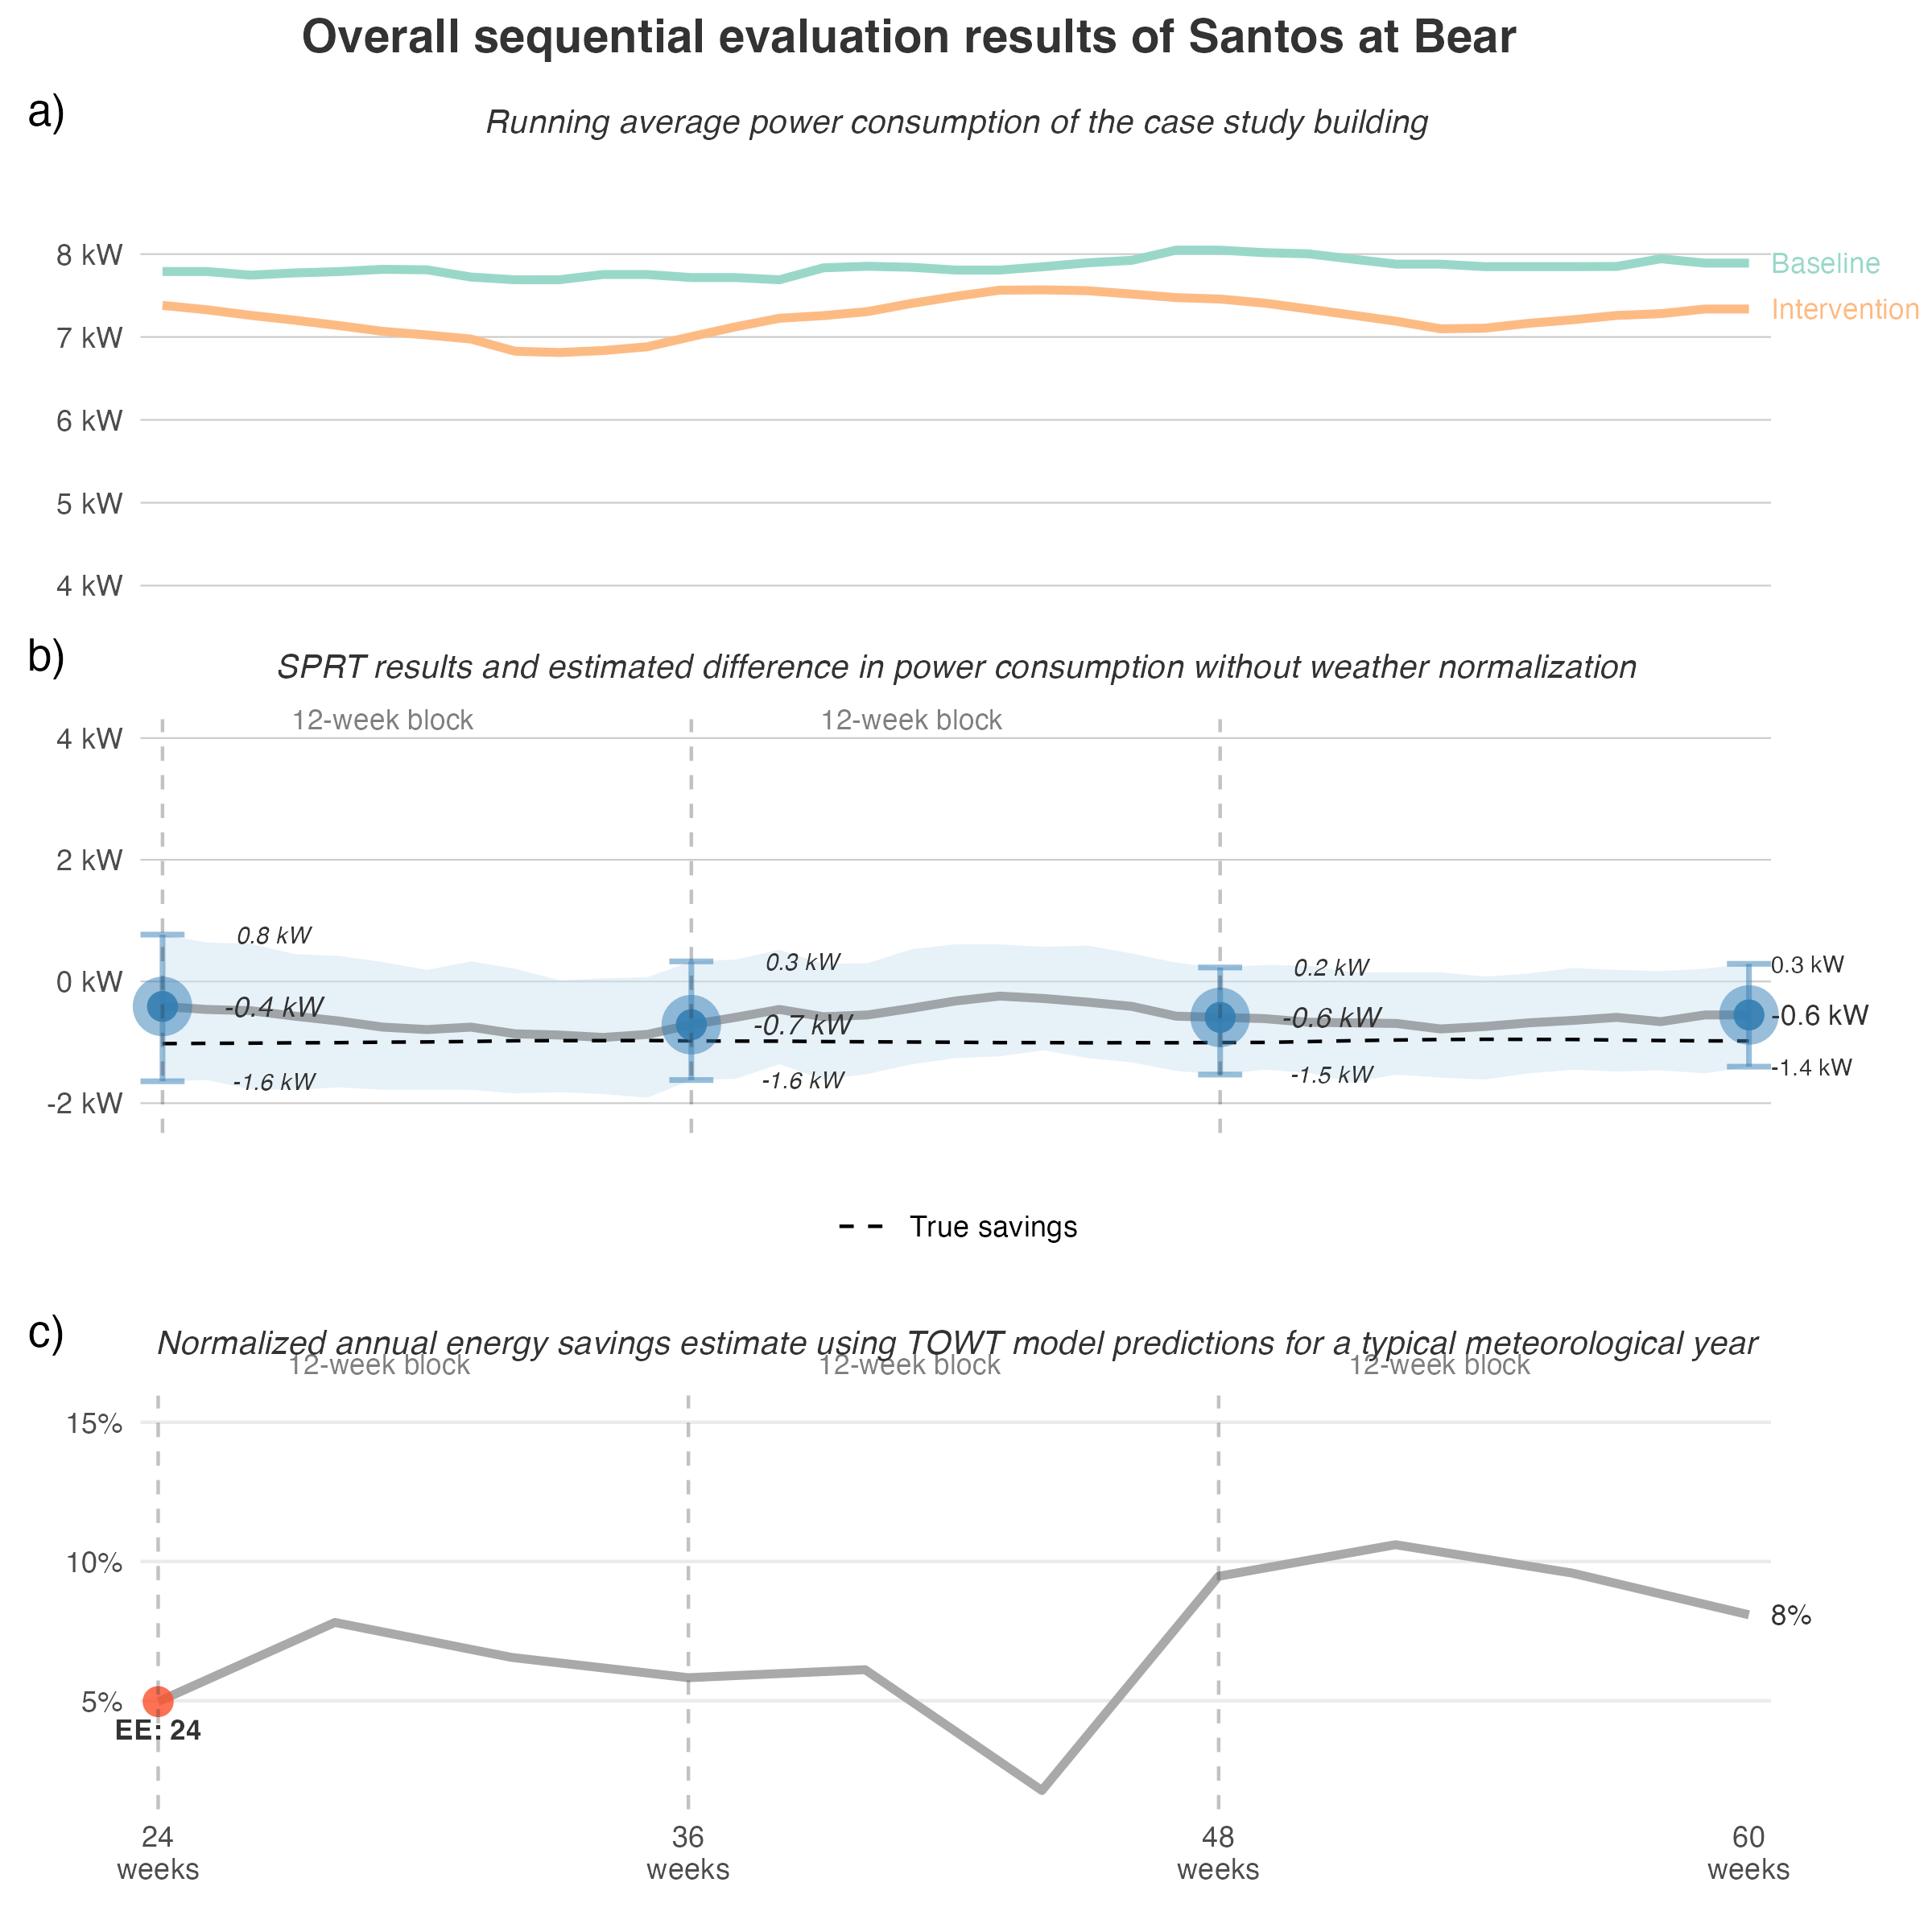 Overall sequential evaluation results of Santos at Bear
a)
Running average power consumption of the case study building
8 kW
Baseline
Intervention
7 kW
6 kW
5 kW
4 kW
b)
SPRT results and estimated difference in power consumption without weather normalization
12-week block
12-week block
4 kW
2 kW
0.8 kW
0.3 kW
0.2 kW
0.3 kW
0 kW
-0.4 kW
-0.7 kW
-0.6 kW
-0.6 kW
-1.6 kW
-1.6 kW
-1.5 kW
-1.4 kW
-2 kW
True savings
c)
Normalized annual energy savings estimate using TOWT model predictions for a typical meteorological year
12-week block
12-week block
12-week block
15%
10%
8%
5%
EE: 24
24
weeks
36
weeks
48
weeks
60
weeks